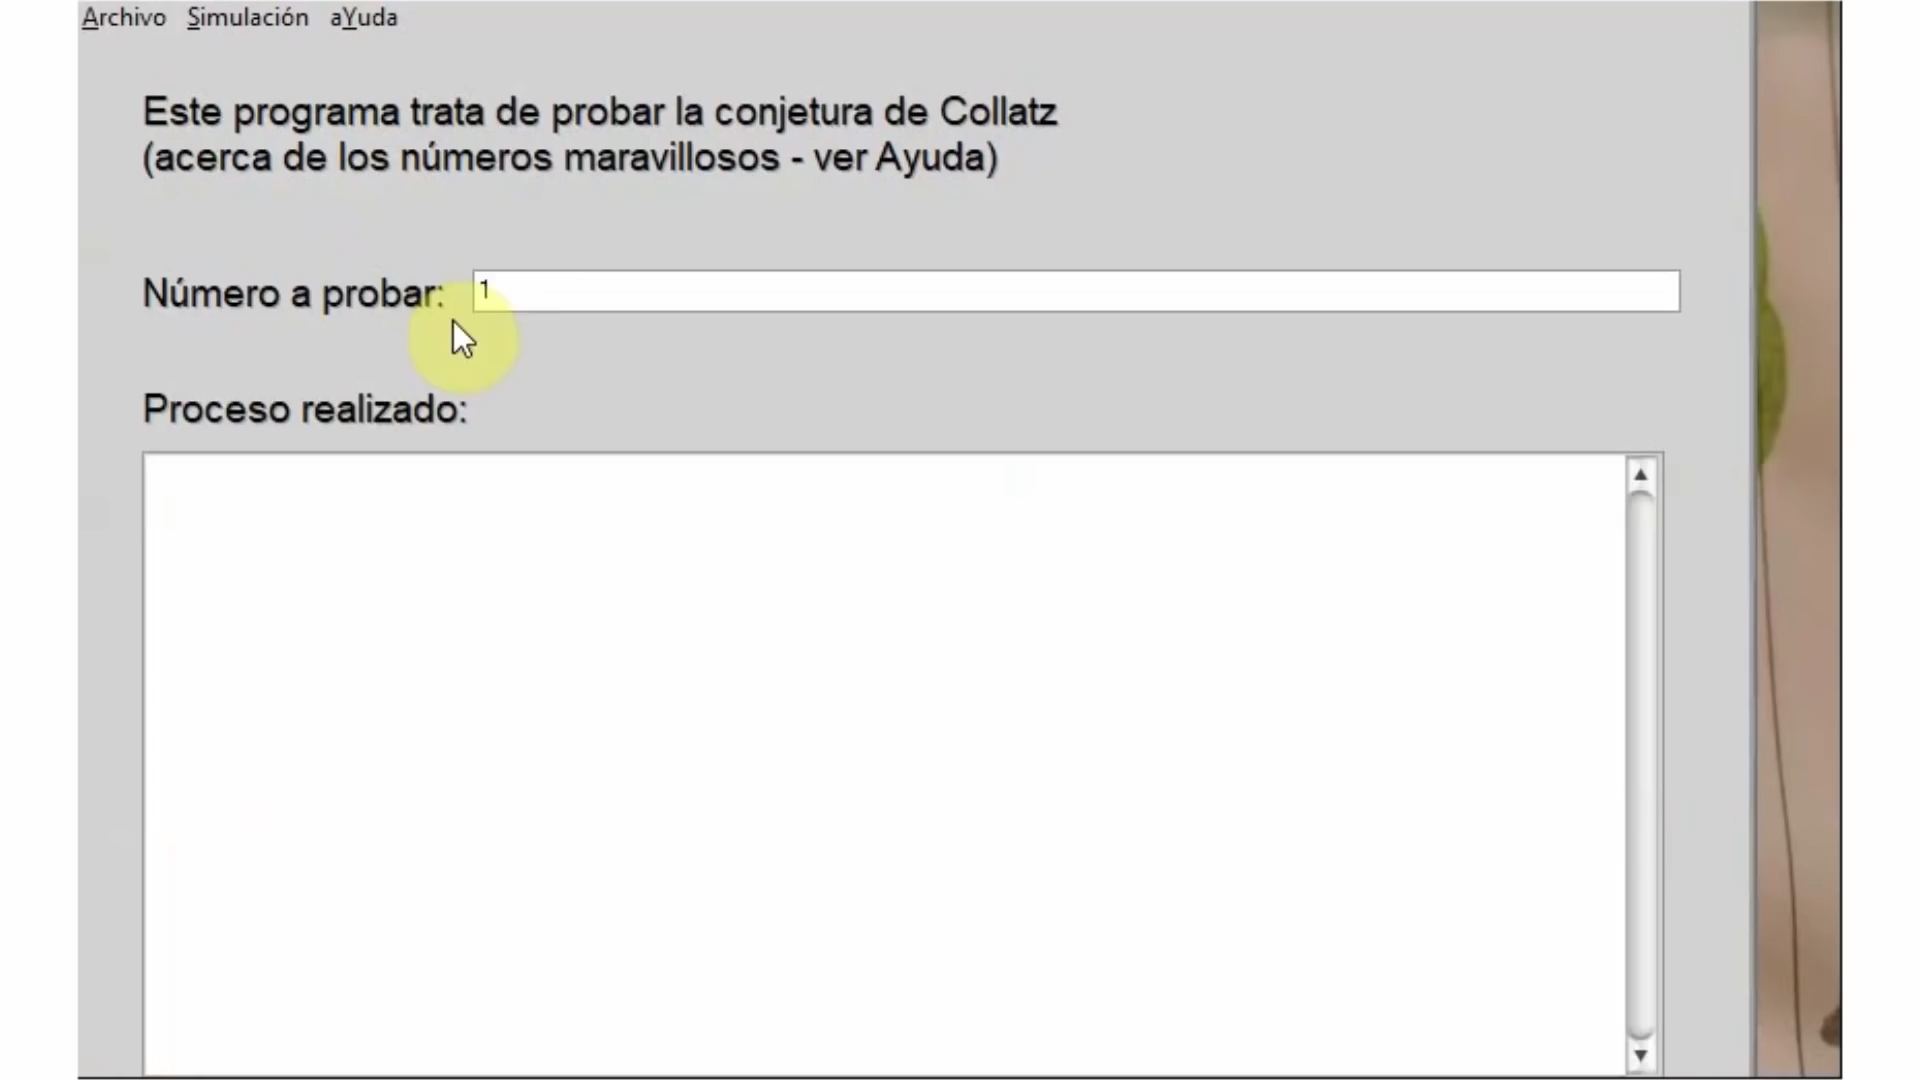 Archivo Simulación aYuda
Este programa trata de probar la conjetura de Collatz
(acerca de los números maravillosos - ver Ayuda)
Número a probar: 1
Proceso realizado: